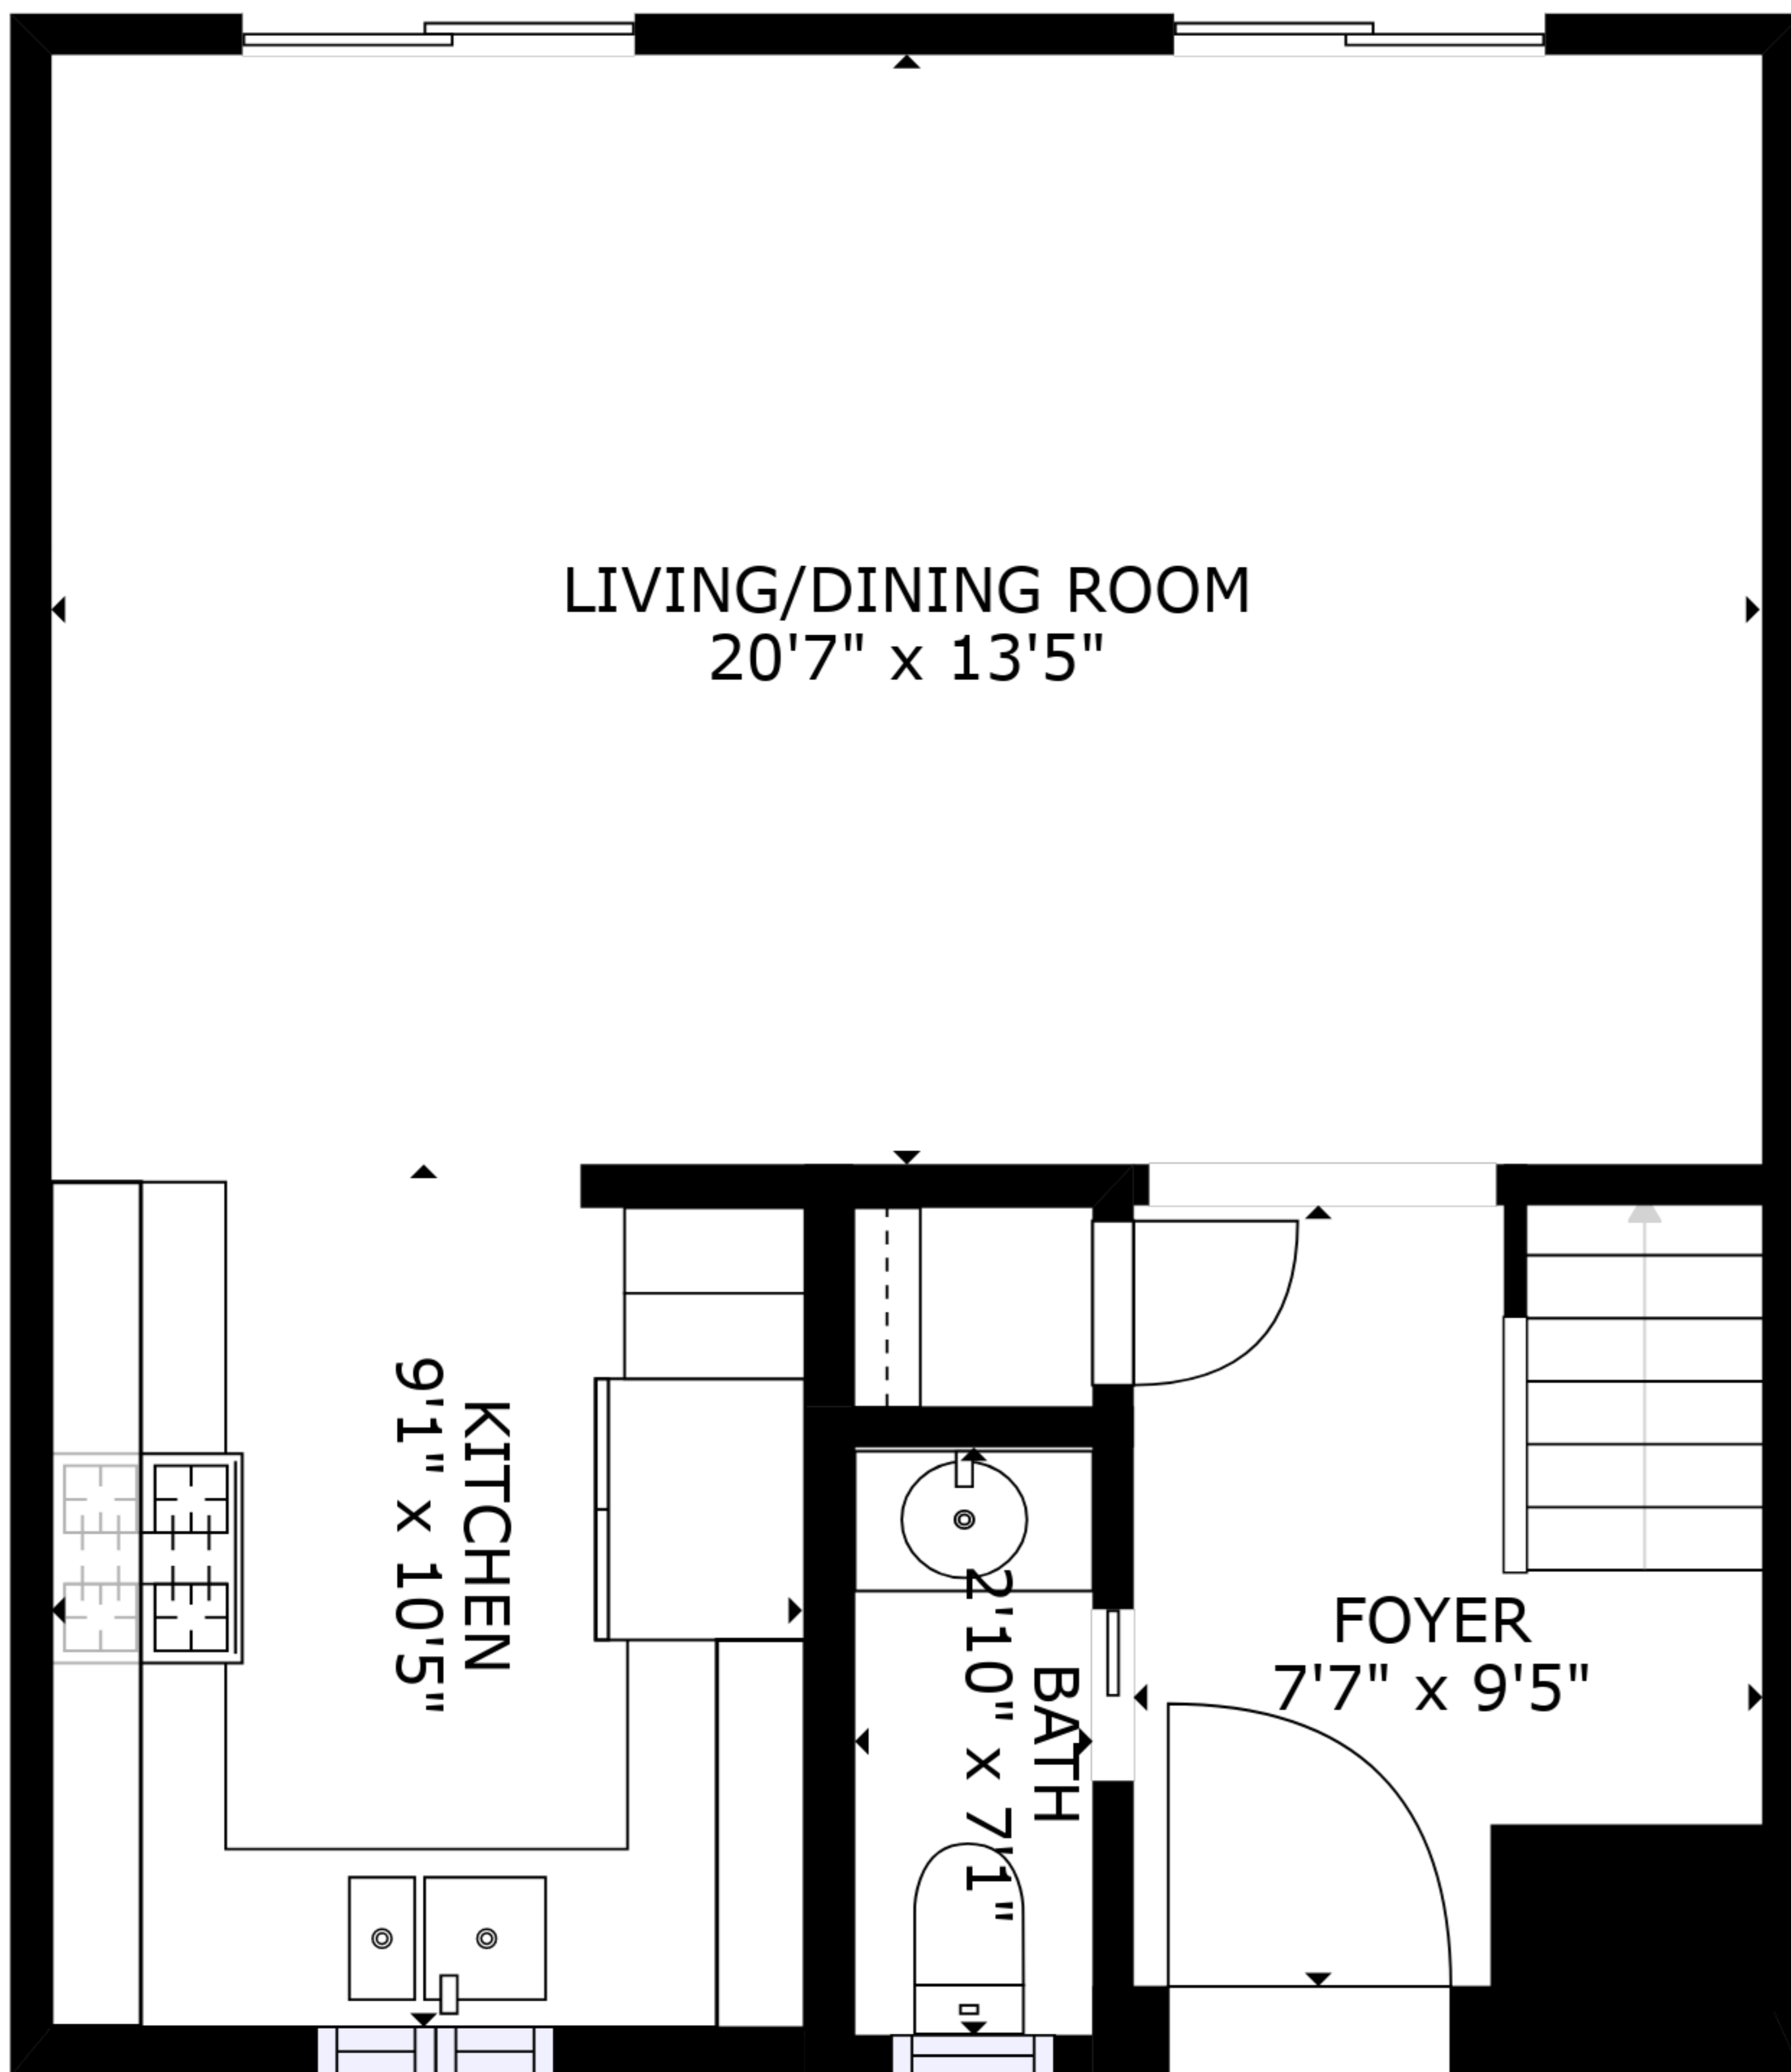 LIVING/DINING ROOM
20'7" x 13'5"
KITCHEN
9'1" x 10'5"
BATH
2'10" x 7'1"
FOYER
7'7" x 9'5"